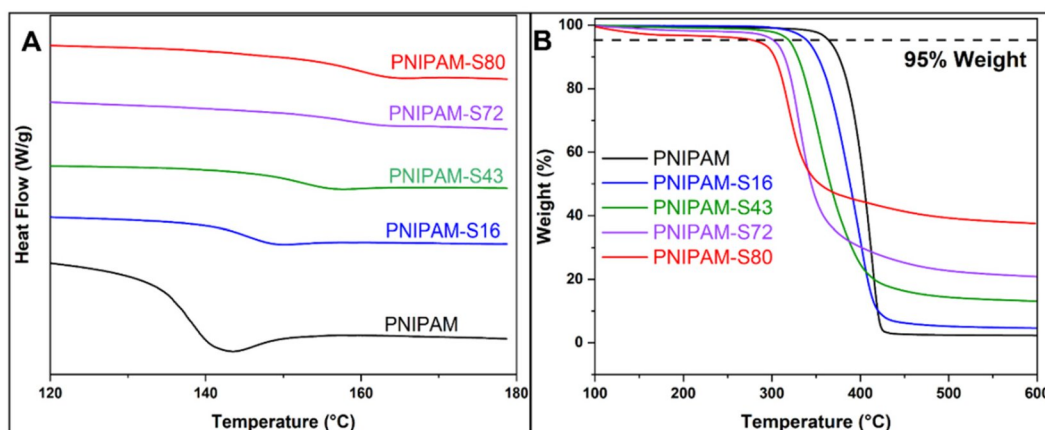 A
PNIPAM-S80
PNIPAM-S72
PNIPAM-S43
PNIPAM-S16
PNIPAM
Heat Flow (W/g)
120 140 160 180
Temperature (°C)
B
100
80
60
40
20
0
95% Weight
PNIPAM
PNIPAM-S16
PNIPAM-S43
PNIPAM-S72
PNIPAM-S80
Weight (%)
100 200 300 400 500 600
Temperature (°C)